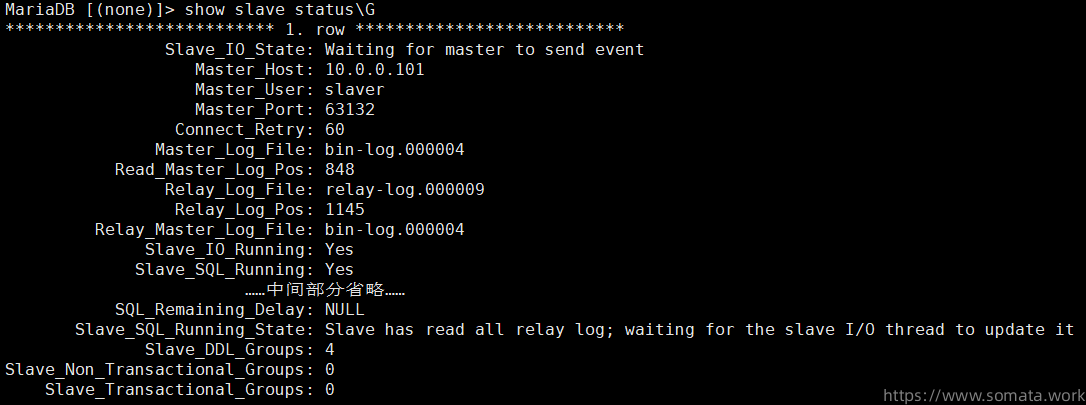 MariaDB [(none)]> show slave status\G
*************************** 1. row ***************************
Slave_IO_State: Waiting for master to send event
Master_Host: 10.0.0.101
Master_User: slaver
Master_Port: 63132
Connect_Retry: 60
Master_Log_File: bin-log.000004
Read_Master_Log_Pos: 848
Relay_Log_File: relay-log.000009
Relay_Log_Pos: 1145
Relay_Master_Log_File: bin-log.000004
Slave_IO_Running: Yes
Slave_SQL_Running: Yes
……中间部分省略……
SQL_Remaining_Delay: NULL
Slave_SQL_Running_State: Slave has read all relay log; waiting for the slave I/O thread to update it
Slave_DDL_Groups: 4
Slave_Non_Transactional_Groups: 0
Slave_Transactional_Groups: 0
https://www.somata.work